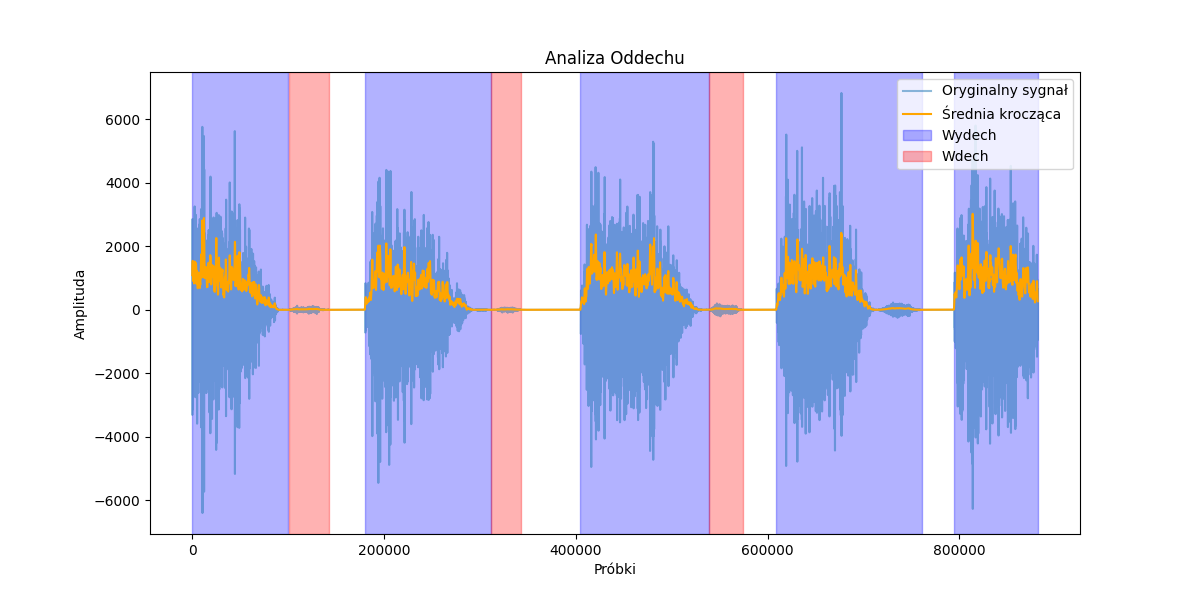 Analiza Oddechu
Oryginalny sygnał
Średnia krocząca
Wydech
Wdech
Amplituda
6000
4000
2000
0
−2000
−4000
−6000
0
200000
400000
600000
800000
Próbki